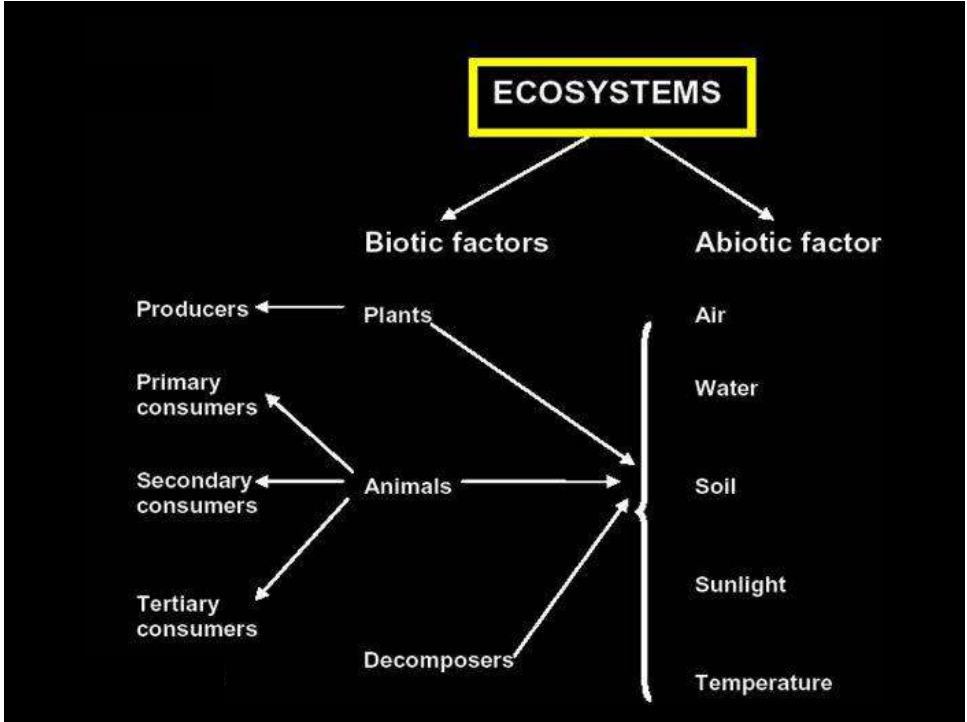 ECOSYSTEMS
Biotic factors
Abiotic factor
Producers
Plants
Air
Primary
consumers
Water
Secondary
consumers
Animals
Soil
Tertiary
consumers
Sunlight
Decomposers
Temperature